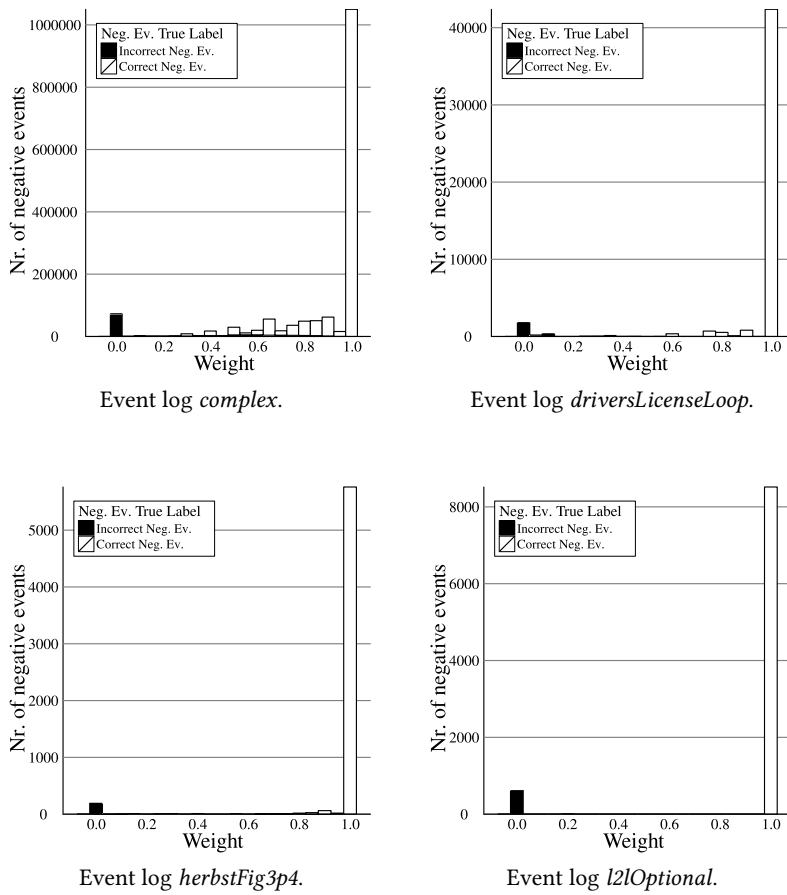 1000000
800000
600000
400000
200000
0
Nr. of negative events
Neg. Ev. True Label
Incorrect Neg. Ev.
Correct Neg. Ev.
0.0 0.2 0.4 0.6 0.8 1.0
Weight
Event log complex.
40000
30000
20000
10000
0
Nr. of negative events
Neg. Ev. True Label
Incorrect Neg. Ev.
Correct Neg. Ev.
0.0 0.2 0.4 0.6 0.8 1.0
Weight
Event log driversLicenseLoop.
5000
4000
3000
2000
1000
0
Nr. of negative events
Neg. Ev. True Label
Incorrect Neg. Ev.
Correct Neg. Ev.
0.0 0.2 0.4 0.6 0.8 1.0
Weight
Event log herbstFig3p4.
8000
6000
4000
2000
0
Nr. of negative events
Neg. Ev. True Label
Incorrect Neg. Ev.
Correct Neg. Ev.
0.0 0.2 0.4 0.6 0.8 1.0
Weight
Event log l2lOptional.